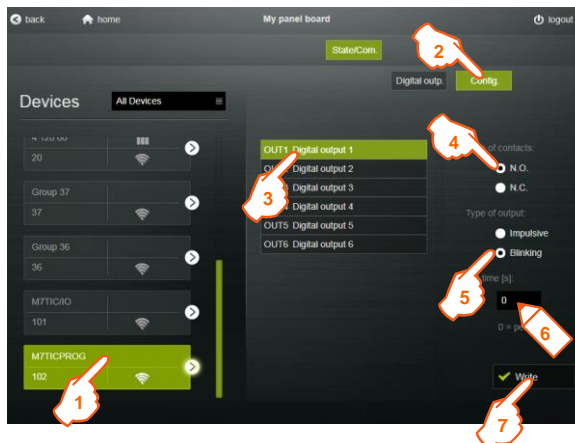 back
home
My panel board
logout
State/Com.
2
Digital outp.
Config.
Devices
All Devices
20
4
of contacts:
OUT1 Digital output 1
N.O.
OUT2 Digital output 2
3
Digital output 3
N.C.
Group 37
37
Digital output 4
Type of output:
OUT5 Digital output 5
Impulsive
OUT6 Digital output 6
Group 36
36
Blinking
time [s]:
5
0
M7TIC/IO
101
0 =
6
M7TICPROG
102
Write
1
7